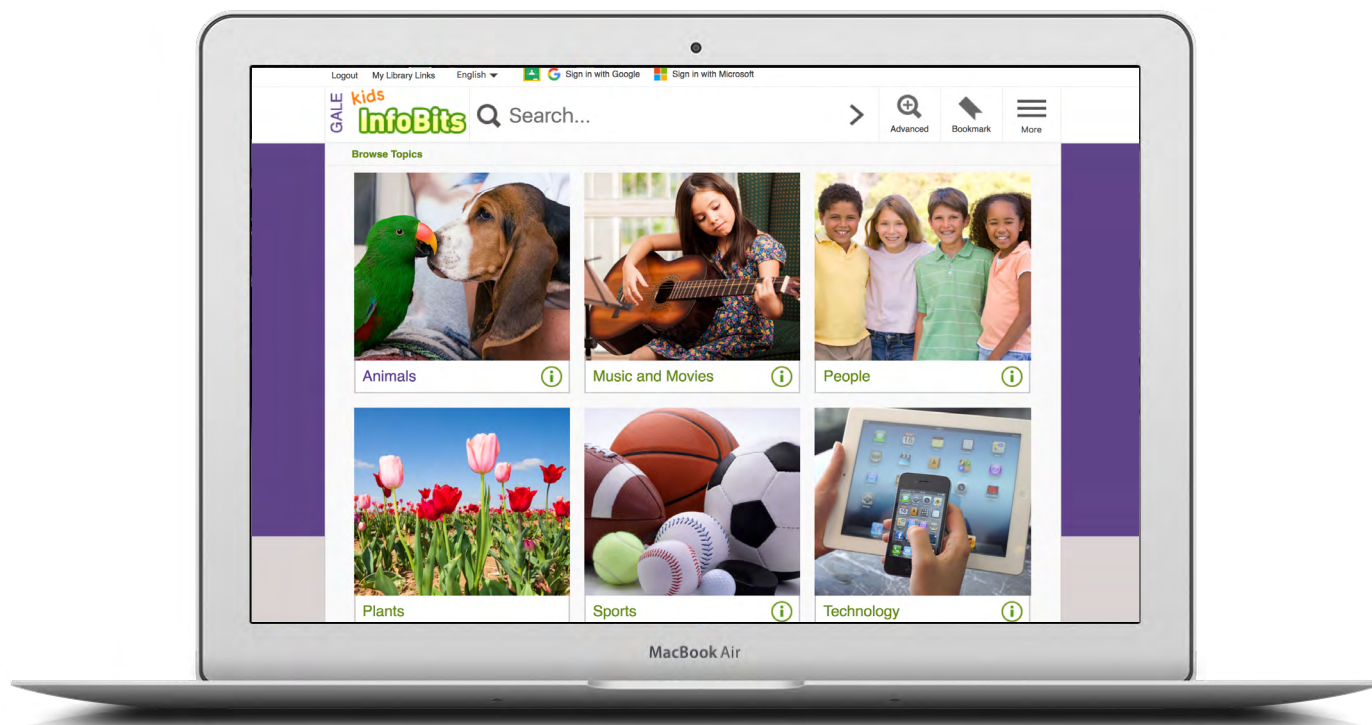 Logout My Library Links English Sign in with Google Sign in with Microsoft
GALE
kids
InfoBits
Search...
Advanced Bookmark More
Browse Topics
Animals Music and Movies People
Plants Sports Technology
MacBook Air